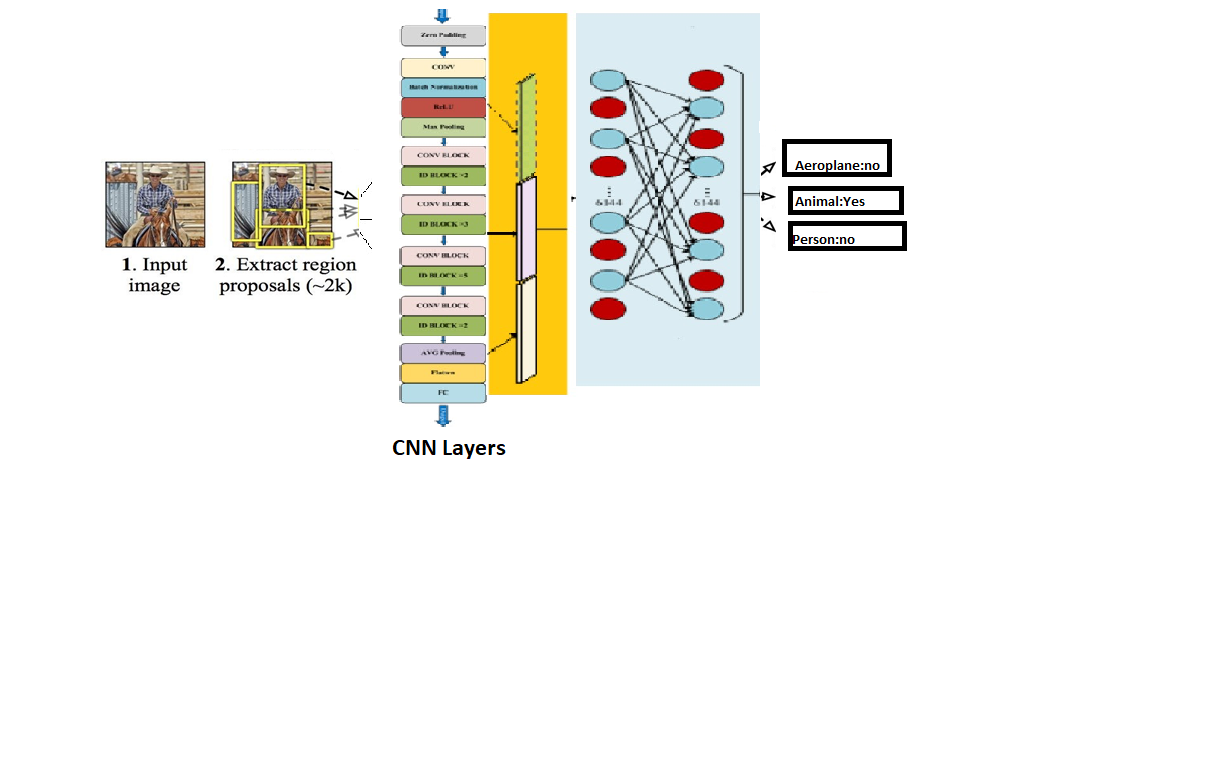 Zero Padding
CONV
Batch Normalization
ReLU
Max Pooling
CONV BLOCK
ID BLOCK ×2
CONV BLOCK
ID BLOCK ×3
CONV BLOCK
ID BLOCK ×5
CONV BLOCK
ID BLOCK ×2
AVG Pooling
Flatten
FC
CNN Layers
1. Input
image
2. Extract region
proposals (~2k)
Aeroplane:no
Animal:Yes
Person:no